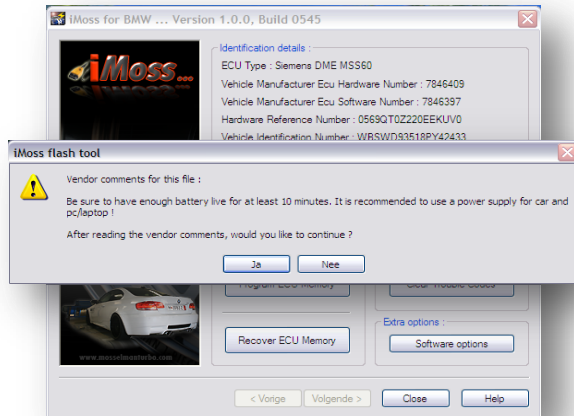 iMoss for BMW ... Version 1.0.0, Build 0545
iMoss...
Identification details :
ECU Type : Siemens DME MSS60
Vehicle Manufacturer Ecu Hardware Number : 7846409
Vehicle Manufacturer Ecu Software Number : 7846397
Hardware Reference Number : 0569QT0Z220EEKUV0
Vehicle Identification Number : WBSWD93518PY42433
iMoss flash tool
Vendor comments for this file :
Be sure to have enough battery live for at least 10 minutes. It is recommended to use a power supply for car and
pc/laptop !
After reading the vendor comments, would you like to continue ?
Ja
Nee
Program ECU Memory
Clear Trouble Codes
Extra options :
Recover ECU Memory
Software options
www.mosselmanturbo.com
< Vorige
Volgende >
Close
Help